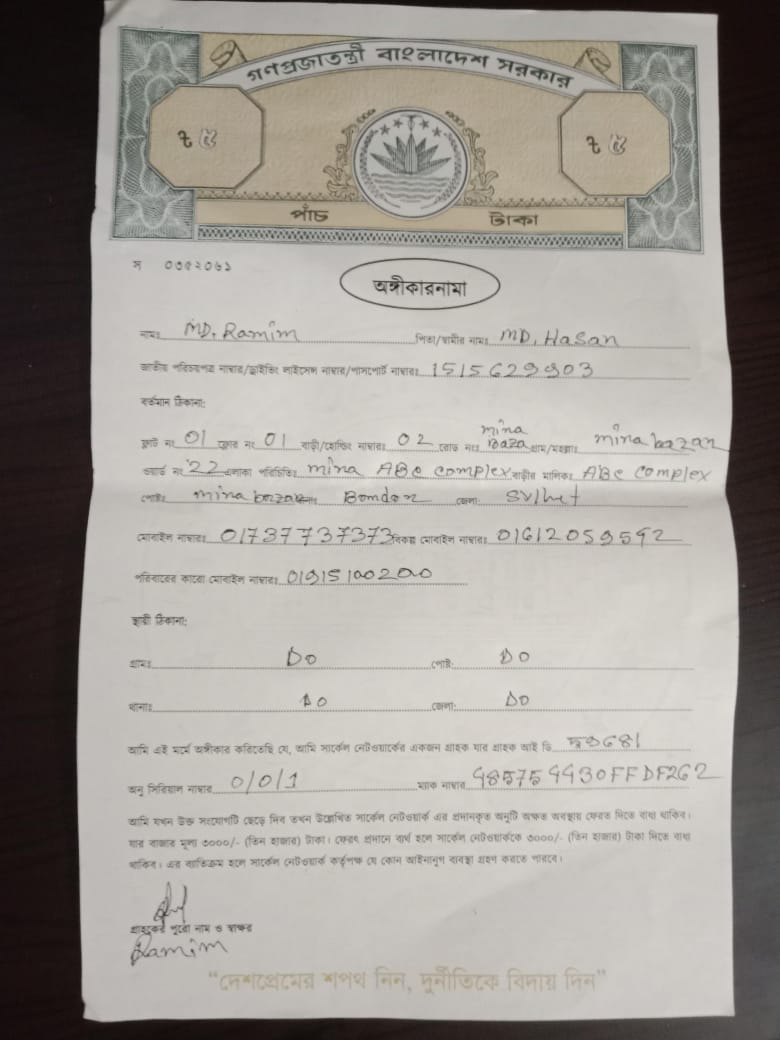 গণপ্রজাতন্ত্রী বাংলাদেশ সরকার
৳ ৫ ৳ ৫
পাঁচ টাকা
স ০৩৫২০৬১
অঙ্গীকারনামা
নামঃ MD. Ramim পিতা/স্বামীর নামঃ MD. Hasan
জাতীয় পরিচয়পত্র নাম্বার/ড্রাইভিং লাইসেন্স নাম্বার/পাসপোর্ট নাম্বারঃ 1515629903
বর্তমান ঠিকানা:
ফ্লাট নং 01 ফ্লোর নং 01 বাড়ী/হোল্ডিং নাম্বারঃ 02 রোড নংঃ mina Baza গ্রাম/মহল্লাঃ mina bazar
ওয়ার্ড নং 22 এলাকা পরিচিতিঃ mina ABC complex বাড়ীর মালিকঃ ABC complex
পোষ্টঃ mina bazar Bondor জেলা: Sylhet
মোবাইল নাম্বারঃ 01737737373 বিকল্প মোবাইল নাম্বারঃ 01612059592
পরিবারের কারো মোবাইল নাম্বারঃ 01915100200
স্থায়ী ঠিকানা:
গ্রামঃ DO পোষ্ট: DO
থানাঃ DO জেলা: DO
আমি এই মর্মে অঙ্গীকার করিতেছি যে, আমি সার্কেল নেটওয়ার্কের একজন গ্রাহক যার গ্রাহক আই ডি 59681
অনু সিরিয়াল নাম্বার 0/0/1 ম্যাক নাম্বার 485754430FFDF262
আমি যখন উক্ত সংযোগটি ছেড়ে দিব তখন উল্লেখিত সার্কেল নেটওয়ার্ক এর প্রদানকৃত অনুটি অক্ষত অবস্থায় ফেরত দিতে বাধ্য থাকিব।
যার বাজার মূল্য ৩০০০/- (তিন হাজার) টাকা। ফেরৎ প্রদানে ব্যর্থ হলে সার্কেল নেটওয়ার্ককে ৩০০০/- (তিন হাজার) টাকা দিতে বাধ্য
থাকিব। এর ব্যতিক্রম হলে সার্কেল নেটওয়ার্ক কর্তৃপক্ষ যে কোন আইনানুগ ব্যবস্থা গ্রহণ করতে পারবে।
গ্রাহকের পুরো নাম ও স্বাক্ষর
Ramim
“দেশপ্রেমের শপথ নিন, দুর্নীতিকে বিদায় দিন”